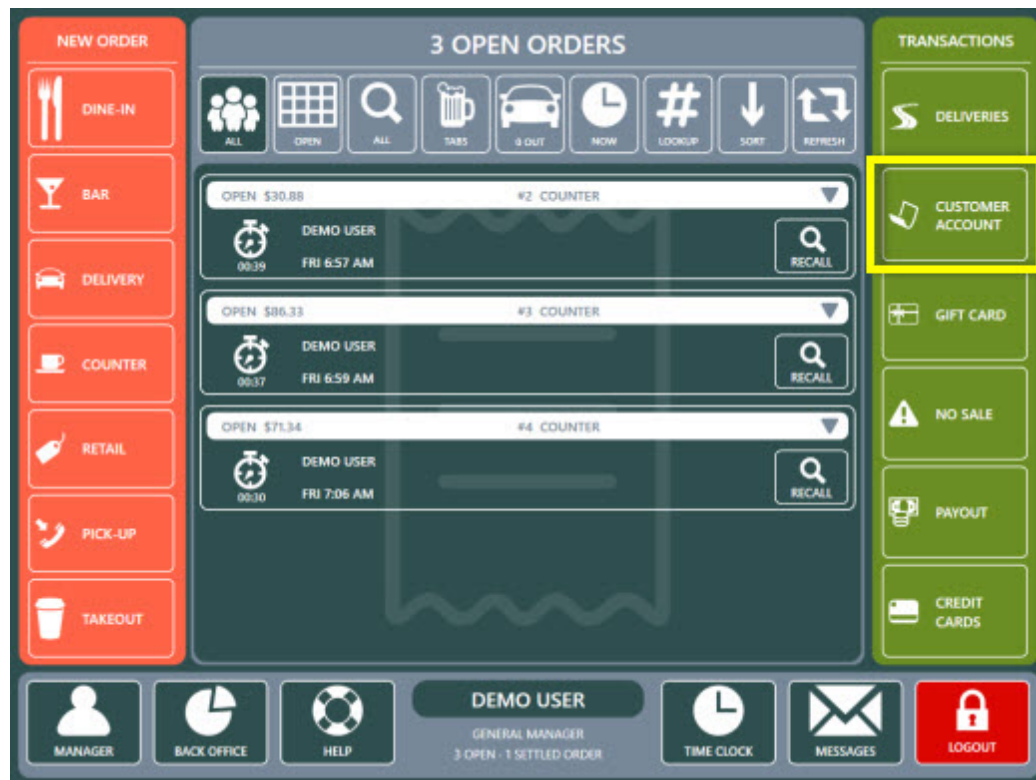 NEW ORDER
DINE-IN
BAR
DELIVERY
COUNTER
RETAIL
PICK-UP
TAKEOUT
3 OPEN ORDERS
ALL
OPEN
ALL
TABS
0 OUT
NOW
#
LOOKUP
SORT
REFRESH
OPEN $30.88 #2 COUNTER
DEMO USER
00:39 FRI 6:57 AM
RECALL
OPEN $86.33 #3 COUNTER
DEMO USER
00:37 FRI 6:59 AM
RECALL
OPEN $71.34 #4 COUNTER
DEMO USER
00:30 FRI 7:06 AM
RECALL
TRANSACTIONS
DELIVERIES
CUSTOMER
ACCOUNT
GIFT CARD
NO SALE
PAYOUT
CREDIT
CARDS
MANAGER
BACK OFFICE
HELP
DEMO USER
GENERAL MANAGER
3 OPEN - 1 SETTLED ORDER
TIME CLOCK
MESSAGES
LOGOUT